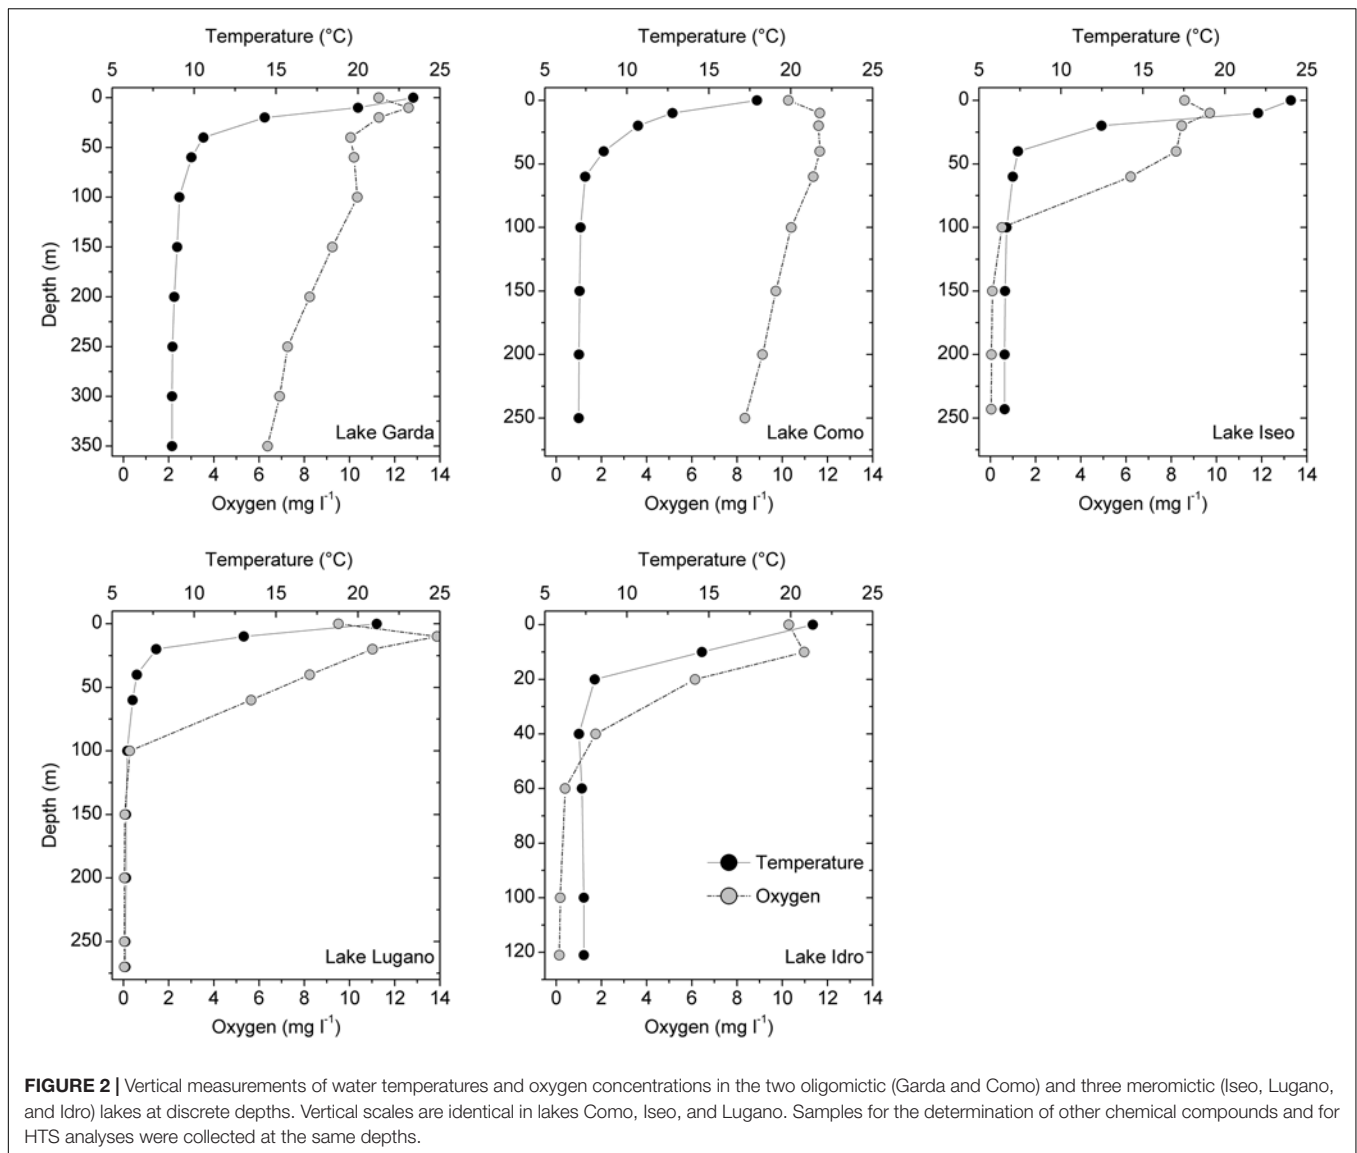 Temperature (°C)
5 10 15 20 25
0
50
100
150
200
250
300
350
Depth (m)
Lake Garda
0 2 4 6 8 10 12 14
Oxygen (mg l⁻¹)
Temperature (°C)
5 10 15 20 25
0
50
100
150
200
250
Lake Como
0 2 4 6 8 10 12 14
Oxygen (mg l⁻¹)
Temperature (°C)
5 10 15 20 25
0
50
100
150
200
250
Lake Iseo
0 2 4 6 8 10 12 14
Oxygen (mg l⁻¹)
Temperature (°C)
5 10 15 20 25
0
50
100
150
200
250
Depth (m)
Lake Lugano
0 2 4 6 8 10 12 14
Oxygen (mg l⁻¹)
Temperature (°C)
5 10 15 20 25
0
20
40
60
80
100
120
Temperature
Oxygen
Lake Idro
0 2 4 6 8 10 12 14
Oxygen (mg l⁻¹)
FIGURE 2 | Vertical measurements of water temperatures and oxygen concentrations in the two oligomictic (Garda and Como) and three meromictic (Iseo, Lugano,
and Idro) lakes at discrete depths. Vertical scales are identical in lakes Como, Iseo, and Lugano. Samples for the determination of other chemical compounds and for
HTS analyses were collected at the same depths.